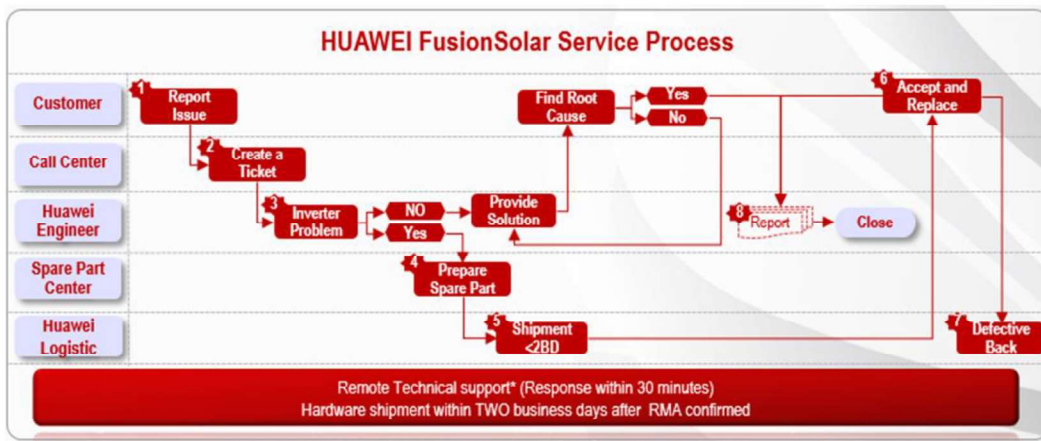 HUAWEI FusionSolar Service Process
Customer
1
Report
Issue
Find Root
Cause
Yes
No
6
Accept and
Replace
Call Center
2
Create a
Ticket
Huawei
Engineer
3
Inverter
Problem
NO
Yes
Provide
Solution
8
Report
Close
Spare Part
Center
4
Prepare
Spare Part
Huawei
Logistic
5
Shipment
<2BD
7
Defective
Back
Remote Technical support* (Response within 30 minutes)
Hardware shipment within TWO business days after RMA confirmed